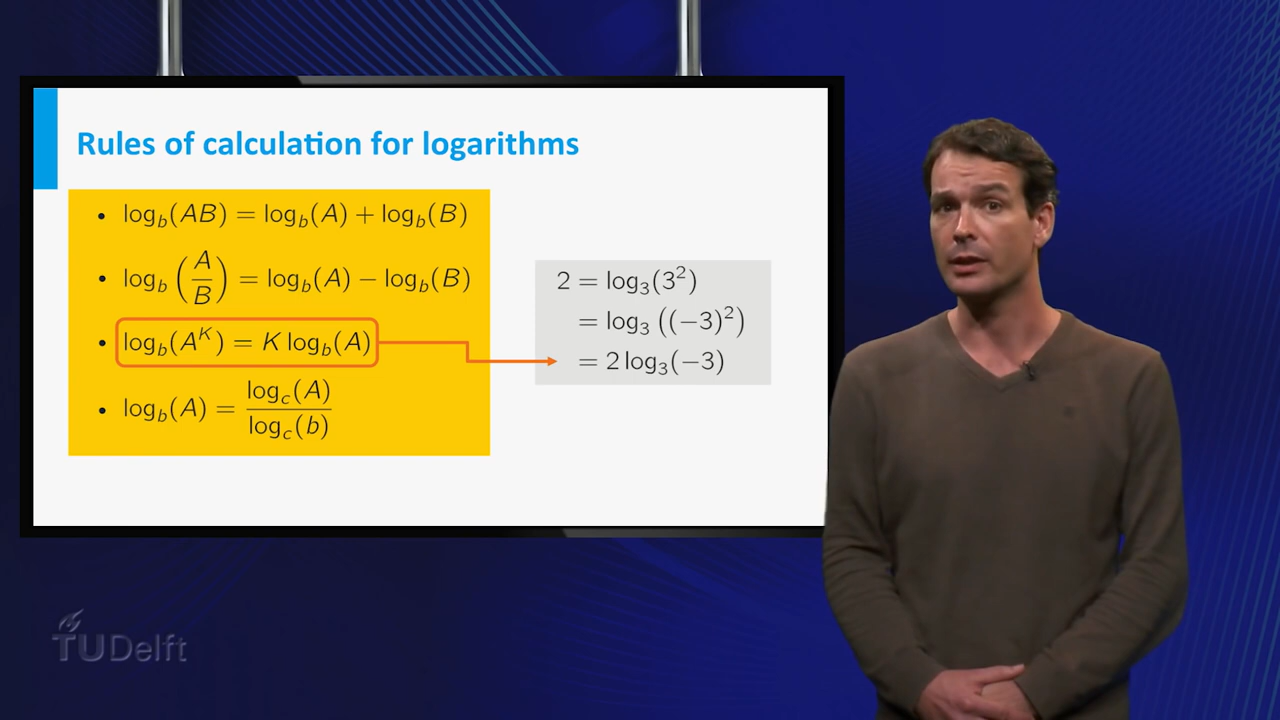 Rules of calculation for logarithms
• log_b(AB) = log_b(A) + log_b(B)
• log_b(A/B) = log_b(A) − log_b(B)
• log_b(A^K) = K log_b(A)
• log_b(A) = log_c(A)/log_c(b)
2 = log_3(3^2)
= log_3((−3)^2)
= 2 log_3(−3)
TUDelft